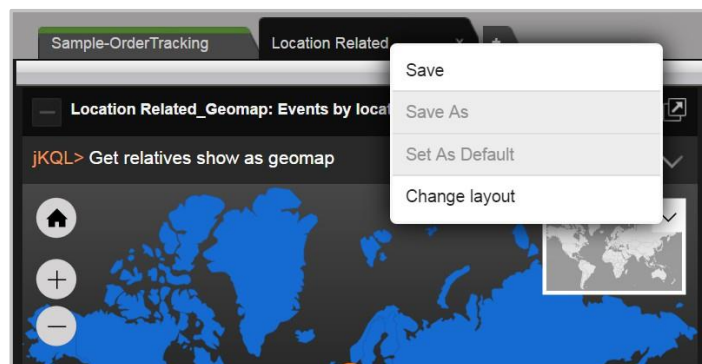 Sample-OrderTracking
Location Related
Save
Save As
Set As Default
Change layout
Location Related_Geomap: Events by locat
jKQL> Get relatives show as geomap